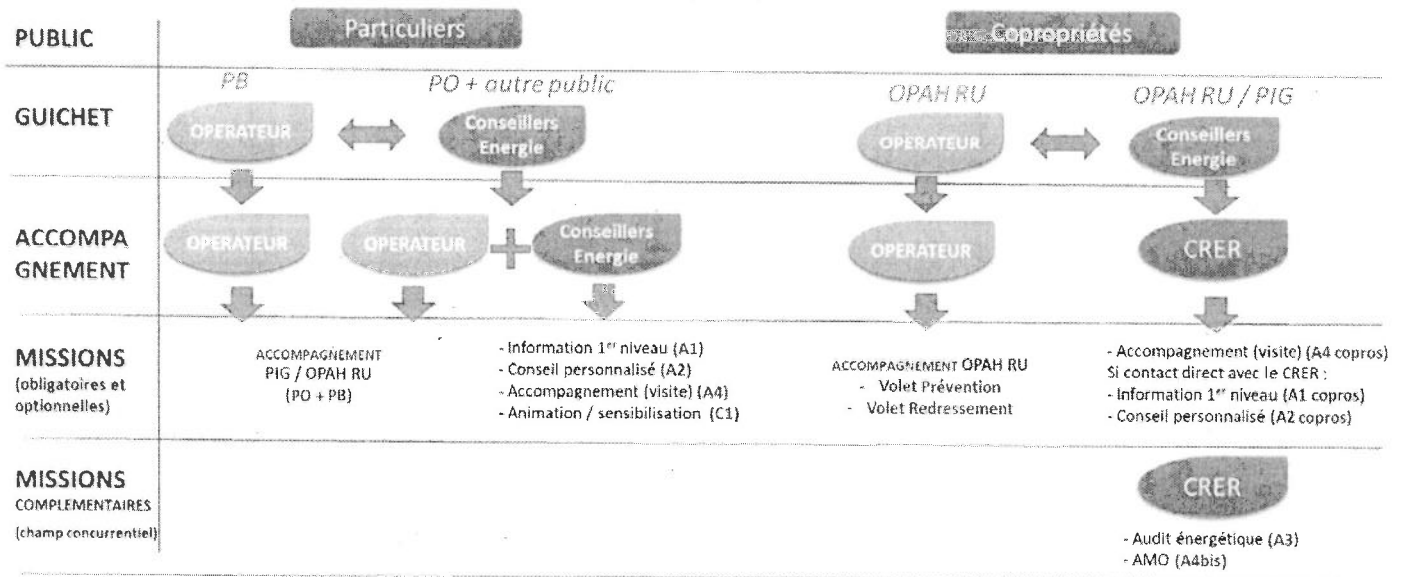 PUBLIC
Particuliers
Copropriétés
GUICHET
PB
PO + autre public
OPAH RU
OPAH RU / PIG
OPERATEUR
Conseillers
Energie
OPERATEUR
Conseillers
Energie
ACCOMPA
GNEMENT
OPERATEUR
OPERATEUR
Conseillers
Energie
OPERATEUR
CRER
MISSIONS
(obligatoires et
optionnelles)
ACCOMPAGNEMENT
PIG / OPAH RU
(PO + PB)
- Information 1er niveau (A1)
- Conseil personnalisé (A2)
- Accompagnement (visite) (A4)
- Animation / sensibilisation (C1)
ACCOMPAGNEMENT OPAH RU
- Volet Prévention
- Volet Redressement
- Accompagnement (visite) (A4 copros)
Si contact direct avec le CRER :
- Information 1er niveau (A1 copros)
- Conseil personnalisé (A2 copros)
MISSIONS
COMPLEMENTAIRES
(champ concurrentiel)
CRER
- Audit énergétique (A3)
- AMO (A4bis)